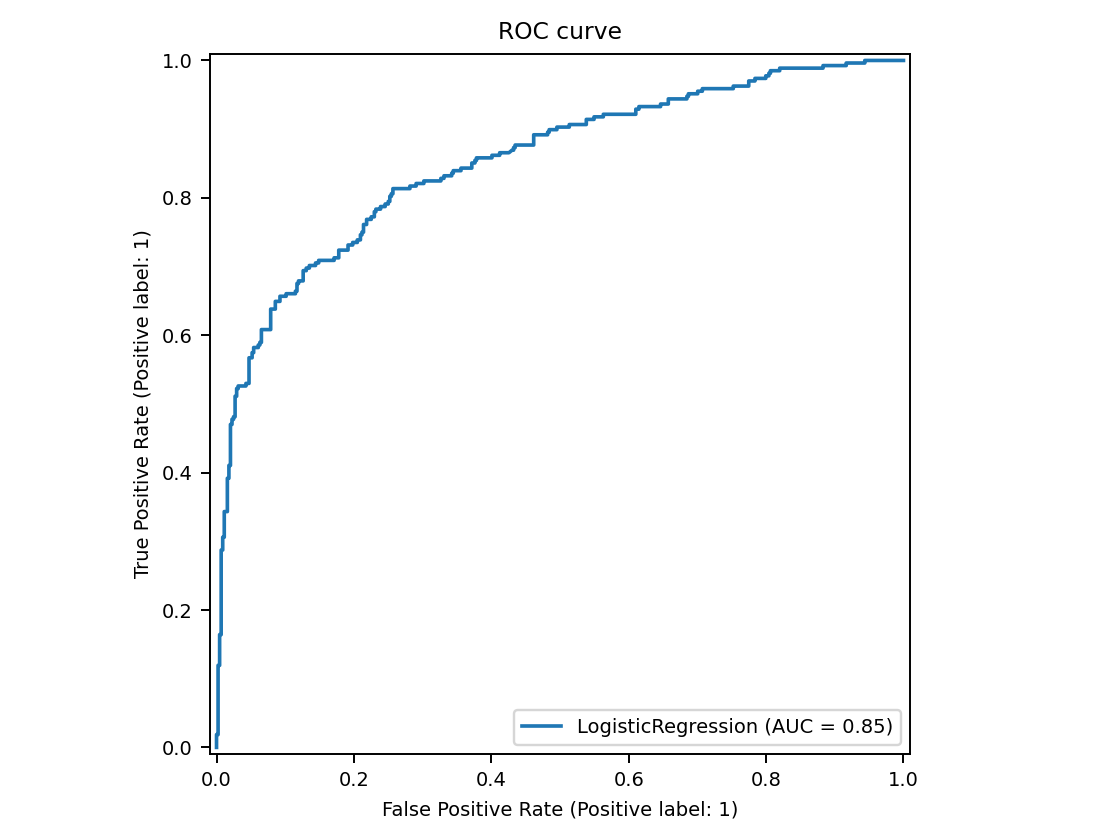 ROC curve
True Positive Rate (Positive label: 1)
1.0
0.8
0.6
0.4
0.2
0.0
LogisticRegression (AUC = 0.85)
0.0 0.2 0.4 0.6 0.8 1.0
False Positive Rate (Positive label: 1)